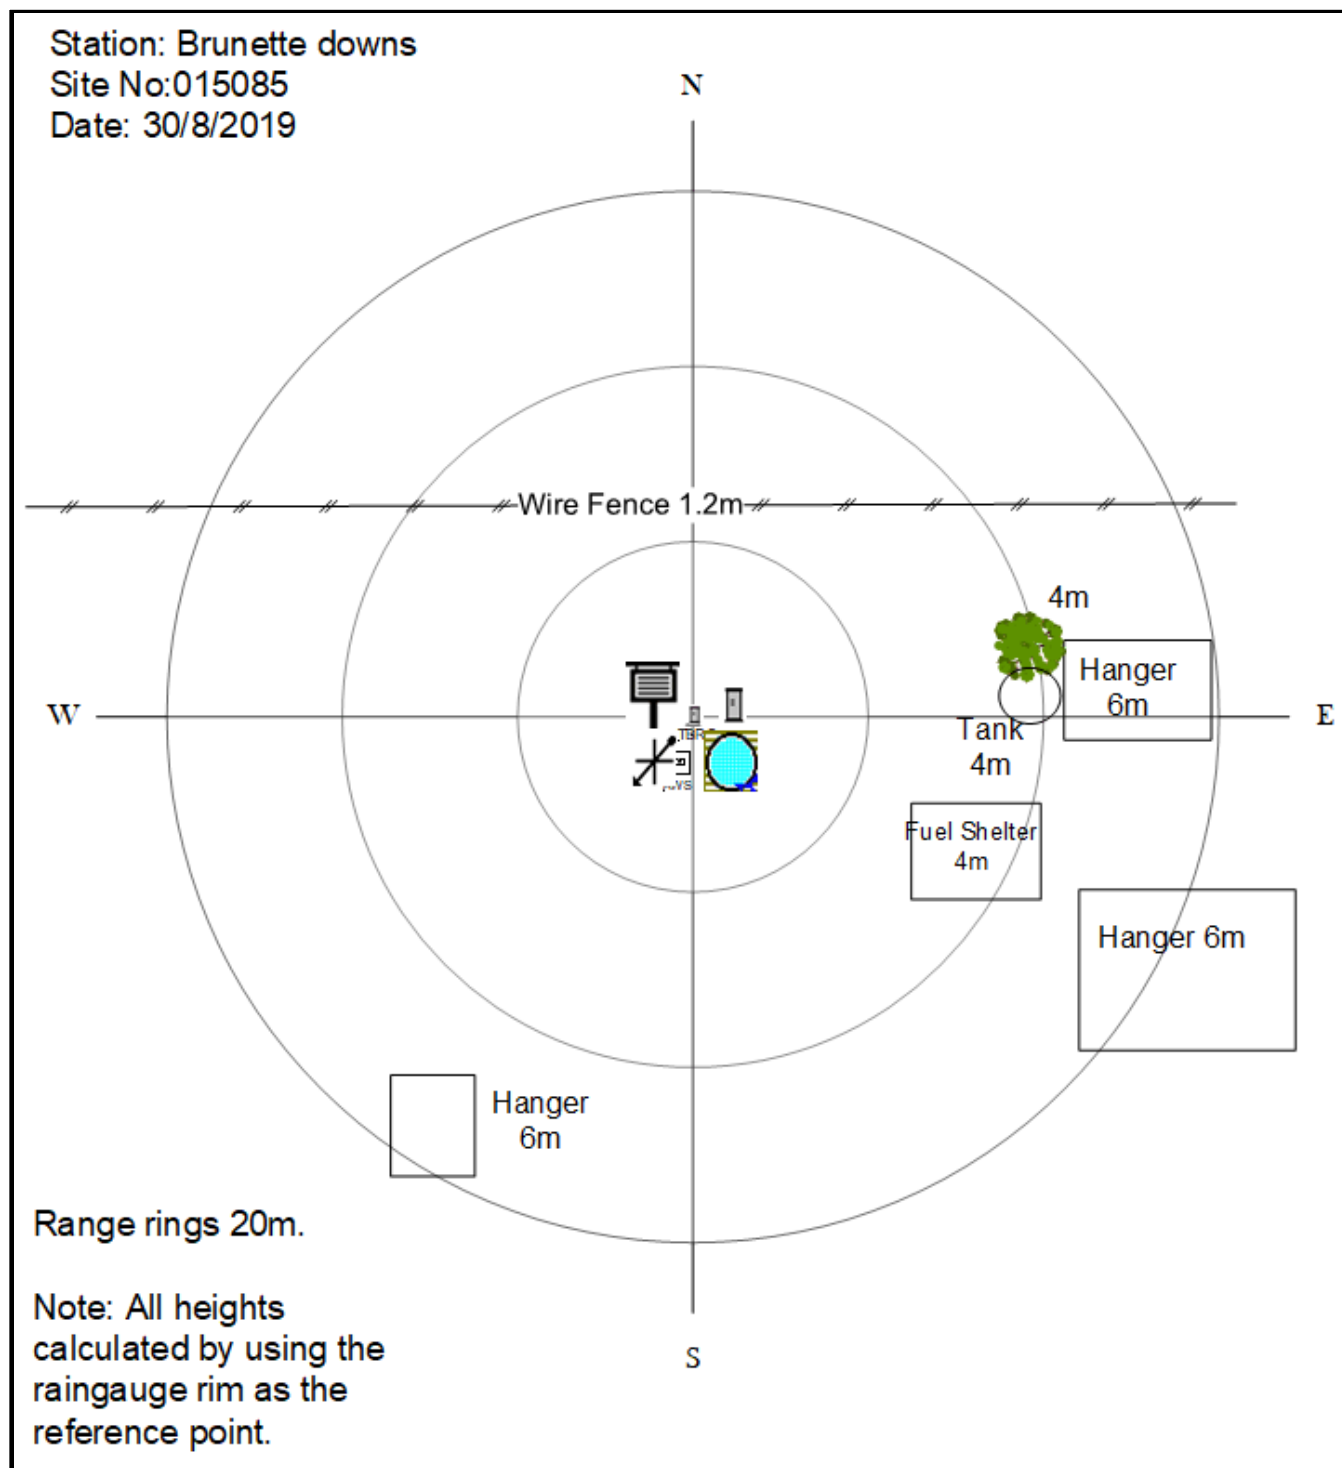 Station: Brunette downs
Site No:015085
Date: 30/8/2019
N
Wire Fence 1.2m
4m
Hanger
6m
W
E
Tank
4m
Fuel Shelter
4m
Hanger 6m
Hanger
6m
Range rings 20m.
S
Note: All heights
calculated by using the
raingauge rim as the
reference point.